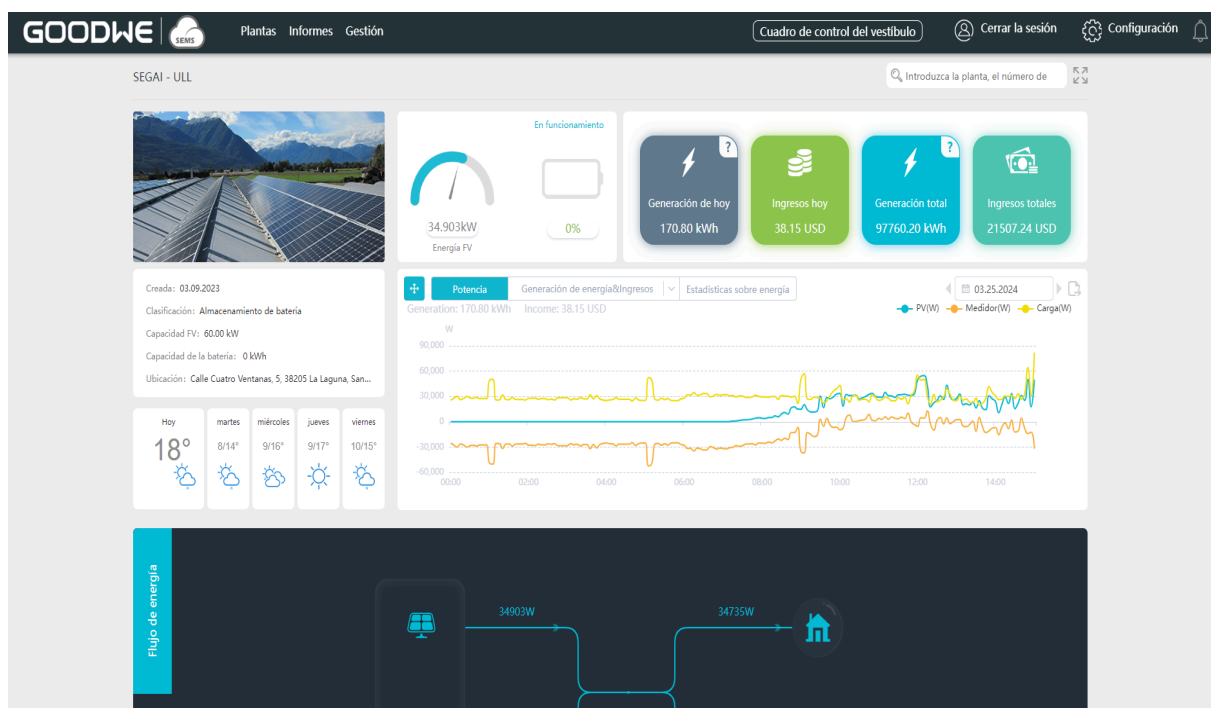 GOODWE SEMS Plantas Informes Gestión Cuadro de control del vestíbulo Cerrar la sesión Configuración
SEGAI - ULL Introduzca la planta, el número de
En funcionamiento
34.903kW 0%
Energía FV
? ?
Generación de hoy Ingresos hoy Generación total Ingresos totales
170.80 kWh 38.15 USD 97760.20 kWh 21507.24 USD
Creada: 03.09.2023
Clasificación: Almacenamiento de batería
Capacidad FV: 60.00 kW
Capacidad de la batería: 0 kWh
Ubicación: Calle Cuatro Ventanas, 5, 38205 La Laguna, San...
Hoy martes miércoles jueves viernes
18° 8/14° 9/16° 9/17° 10/15°
Potencia Generación de energía&Ingresos Estadísticas sobre energía 03.25.2024
Generation: 170.80 kWh Income: 38.15 USD PV(W) Medidor(W) Carga(W)
W
90,000
60,000
30,000
0
-30,000
-60,000
00:00 02:00 04:00 06:00 08:00 10:00 12:00 14:00
Flujo de energía
34903W 34735W